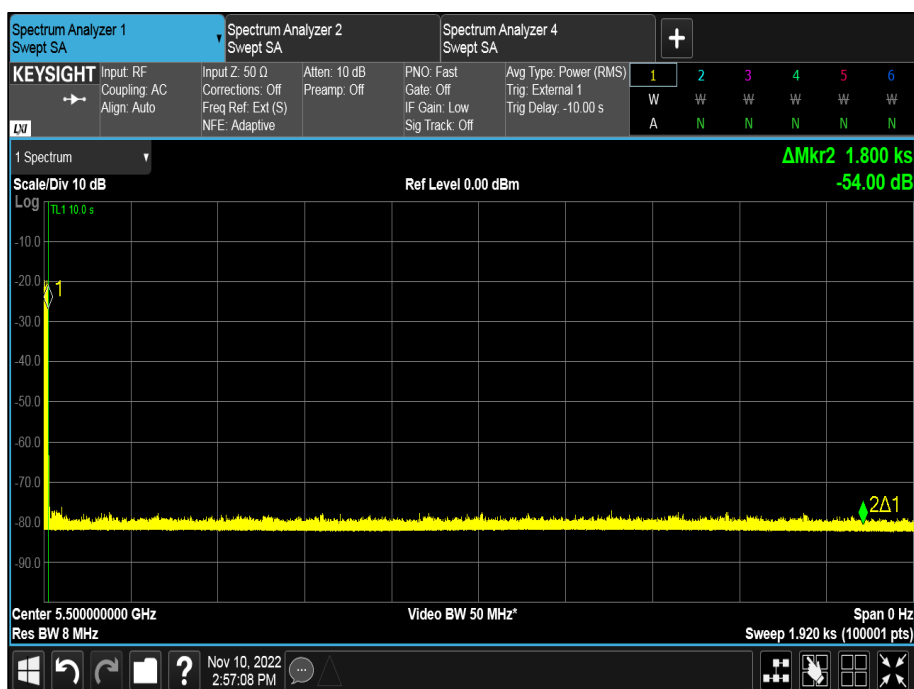 Spectrum Analyzer 1
Swept SA
Spectrum Analyzer 2
Swept SA
Spectrum Analyzer 4
Swept SA
+
KEYSIGHT
LXI
Input: RF
Coupling: AC
Align: Auto
Input Z: 50 Ω
Corrections: Off
Freq Ref: Ext (S)
NFE: Adaptive
Atten: 10 dB
Preamp: Off
PNO: Fast
Gate: Off
IF Gain: Low
Sig Track: Off
Avg Type: Power (RMS)
Trig: External 1
Trig Delay: -10.00 s
1 2 3 4 5 6
W W W W W W
A N N N N N
1 Spectrum
ΔMkr2 1.800 ks
-54.00 dB
Scale/Div 10 dB
Ref Level 0.00 dBm
Log
TL1 10.0 s
-10.0
-20.0
1
-30.0
-40.0
-50.0
-60.0
-70.0
2Δ1
-80.0
-90.0
Center 5.500000000 GHz
Video BW 50 MHz*
Span 0 Hz
Res BW 8 MHz
Sweep 1.920 ks (100001 pts)
?
Nov 10, 2022
2:57:08 PM